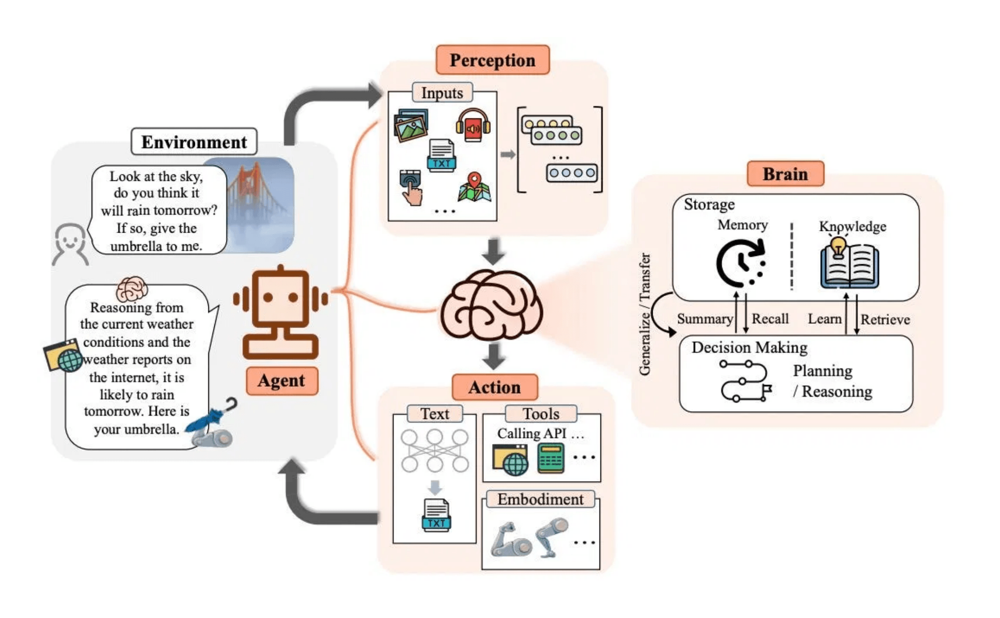 Perception
Inputs
TXT
...
...
Environment
Look at the sky,
do you think it
will rain tomorrow?
If so, give the
umbrella to me.
Reasoning from
the current weather
conditions and the
weather reports on
the internet, it is
likely to rain
tomorrow. Here is
your umbrella.
Agent
Brain
Storage
Memory
Knowledge
Generalize / Transfer
Summary
Recall
Learn
Retrieve
Decision Making
Planning
/ Reasoning
Action
Text
TXT
Tools
Calling API ...
...
Embodiment
...